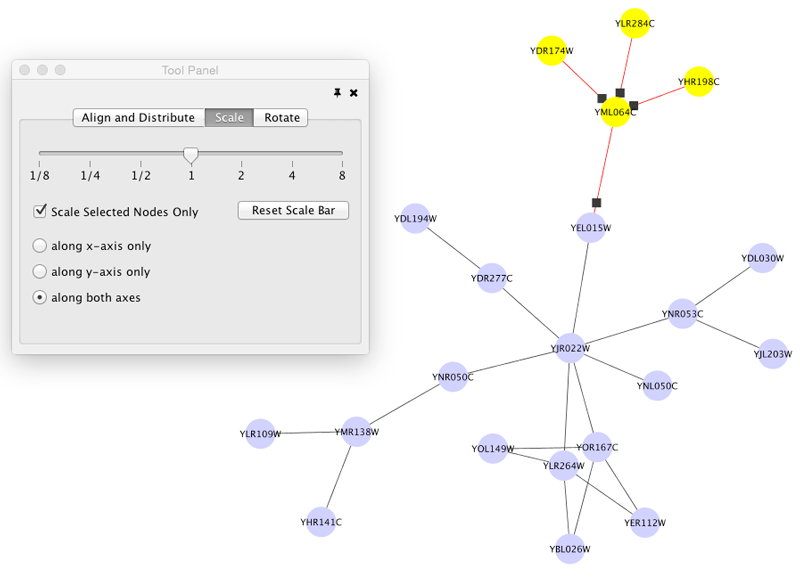 Tool Panel
Align and Distribute Scale Rotate
1/8 1/4 1/2 1 2 4 8
Scale Selected Nodes Only Reset Scale Bar
along x-axis only
along y-axis only
along both axes
YLR284C
YDR174W
YHR198C
YML064C
YDL194W
YEL015W
YDL030W
YDR277C
YNR053C
YJR022W
YJL203W
YNR050C
YNL050C
YLR109W
YMR138W
YOL149W
YOR167C
YLR264W
YHR141C
YER112W
YBL026W